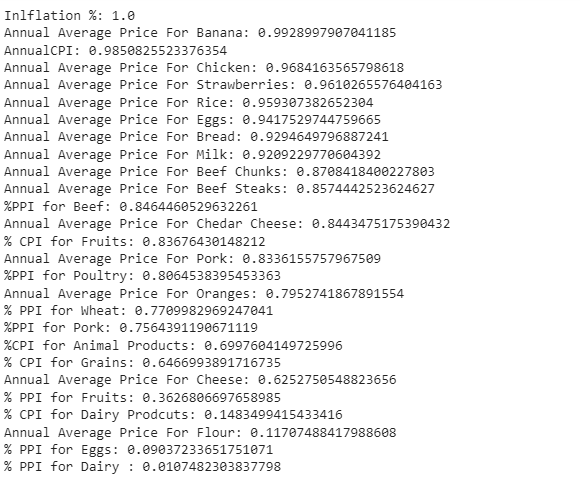 Inlflation %: 1.0
Annual Average Price For Banana: 0.9928997907041185
AnnualCPI: 0.9850825523376354
Annual Average Price For Chicken: 0.9684163565798618
Annual Average Price For Strawberries: 0.9610265576404163
Annual Average Price For Rice: 0.959307382652304
Annual Average Price For Eggs: 0.9417529744759665
Annual Average Price For Bread: 0.9294649796887241
Annual Average Price For Milk: 0.9209229770604392
Annual Average Price For Beef Chunks: 0.8708418400227803
Annual Average Price For Beef Steaks: 0.8574442523624627
%PPI for Beef: 0.8464460529632261
Annual Average Price For Chedar Cheese: 0.8443475175390432
% CPI for Fruits: 0.83676430148212
Annual Average Price For Pork: 0.8336155757967509
%PPI for Poultry: 0.8064538395453363
Annual Average Price For Oranges: 0.7952741867891554
% PPI for Wheat: 0.7709982969247041
%PPI for Pork: 0.7564391190671119
%CPI for Animal Products: 0.6997604149725996
% CPI for Grains: 0.6466993891716735
Annual Average Price For Cheese: 0.6252750548823656
% PPI for Fruits: 0.3626806697658985
% CPI for Dairy Prodcuts: 0.1483499415433416
Annual Average Price For Flour: 0.11707488417988608
% PPI for Eggs: 0.09037233651751071
% PPI for Dairy : 0.0107482303837798